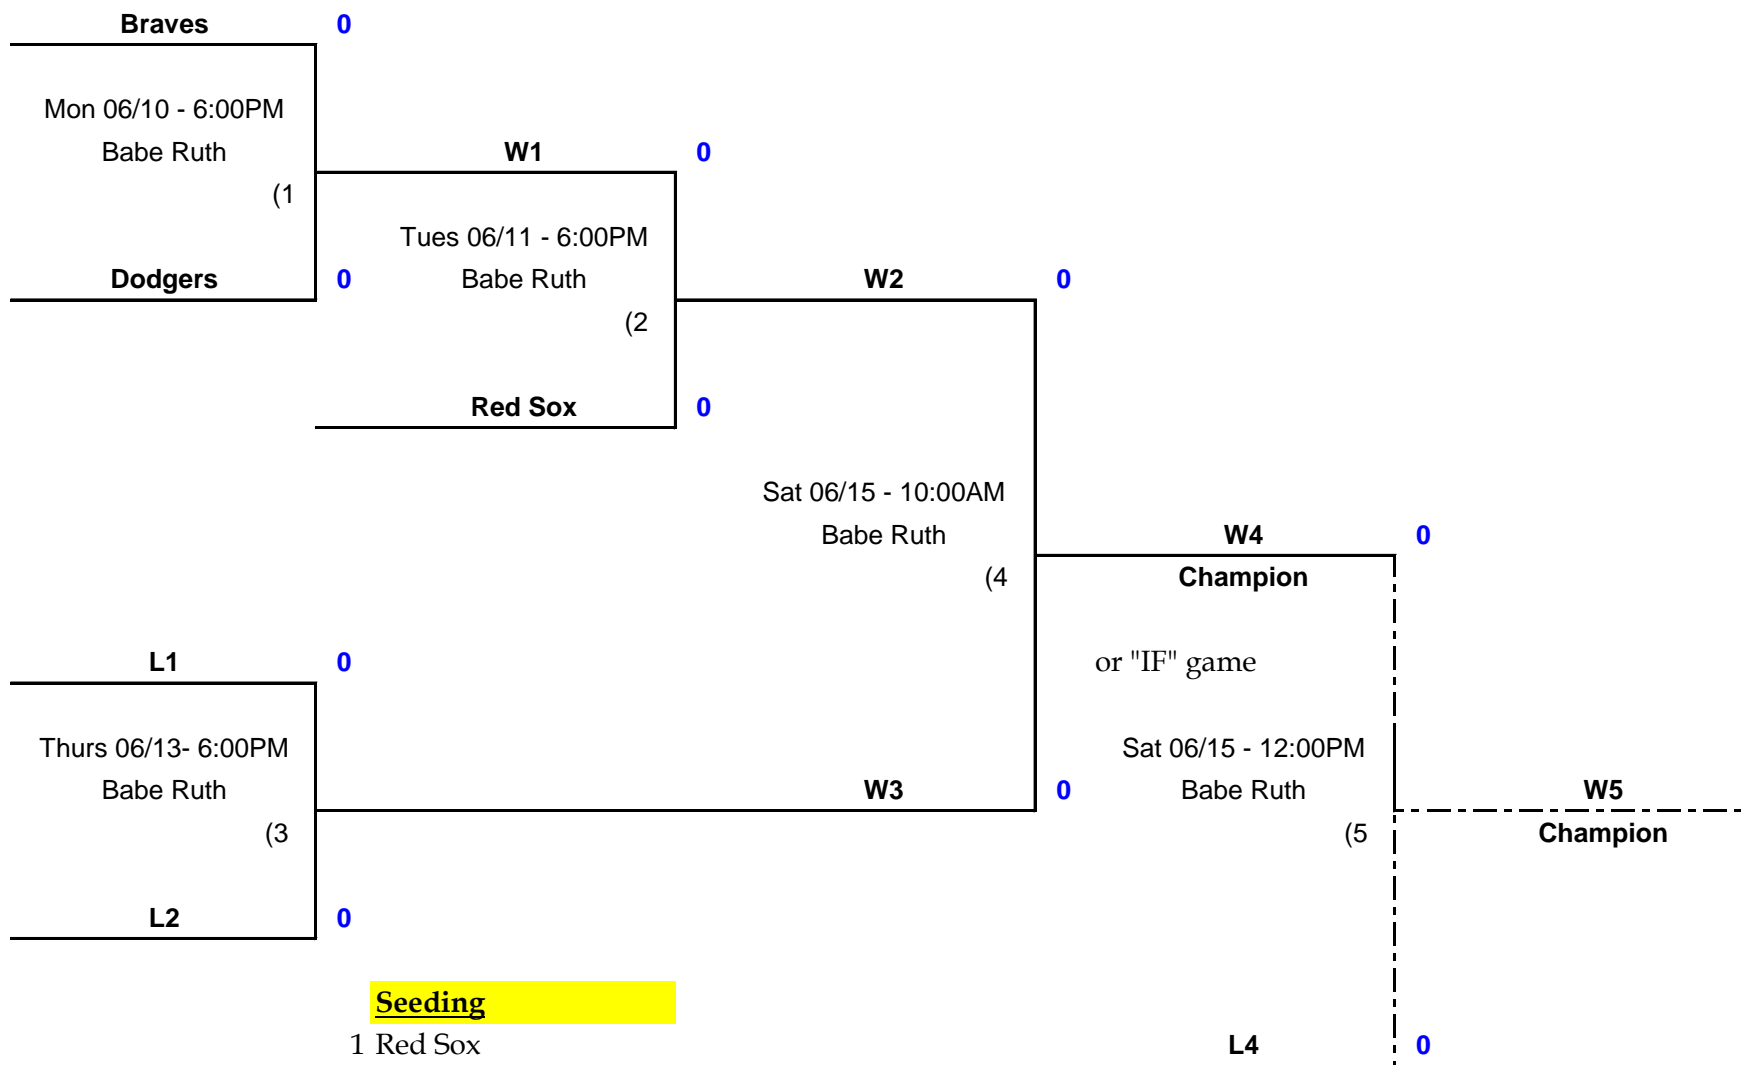 Braves 0
Mon 06/10 - 6:00PM
Babe Ruth W1 0
(1
Tues 06/11 - 6:00PM
Dodgers 0 Babe Ruth W2 0
(2
Red Sox 0
Sat 06/15 - 10:00AM
Babe Ruth W4 0
(4 Champion
L1 0 or "IF" game
Thurs 06/13- 6:00PM Sat 06/15 - 12:00PM
Babe Ruth W3 0 Babe Ruth W5
(3 (5 Champion
L2 0
Seeding
1 Red Sox L4 0